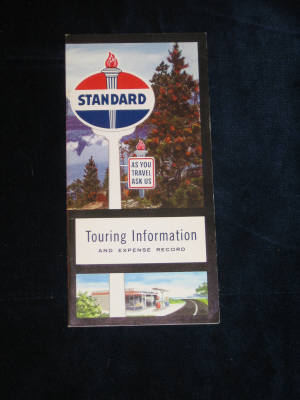 STANDARD
AS YOU
TRAVEL
ASK US
Touring Information
AND EXPENSE RECORD